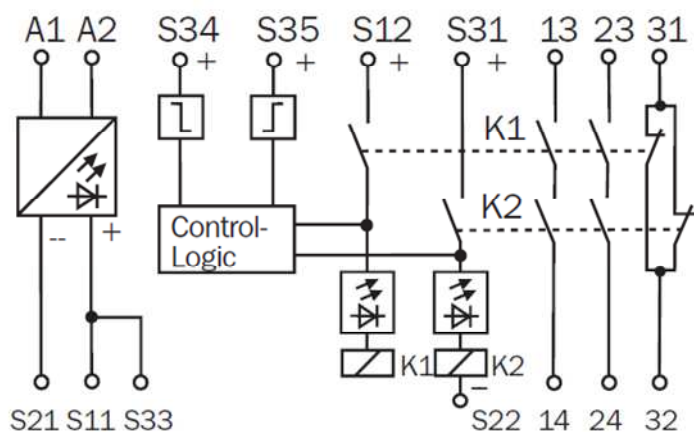 A1 A2 S34 S35 S12 S31 13 23 31
+ + + +
K1
K2
Control-
Logic
-- +
K1 K2
–
S21 S11 S33 S22 14 24 32